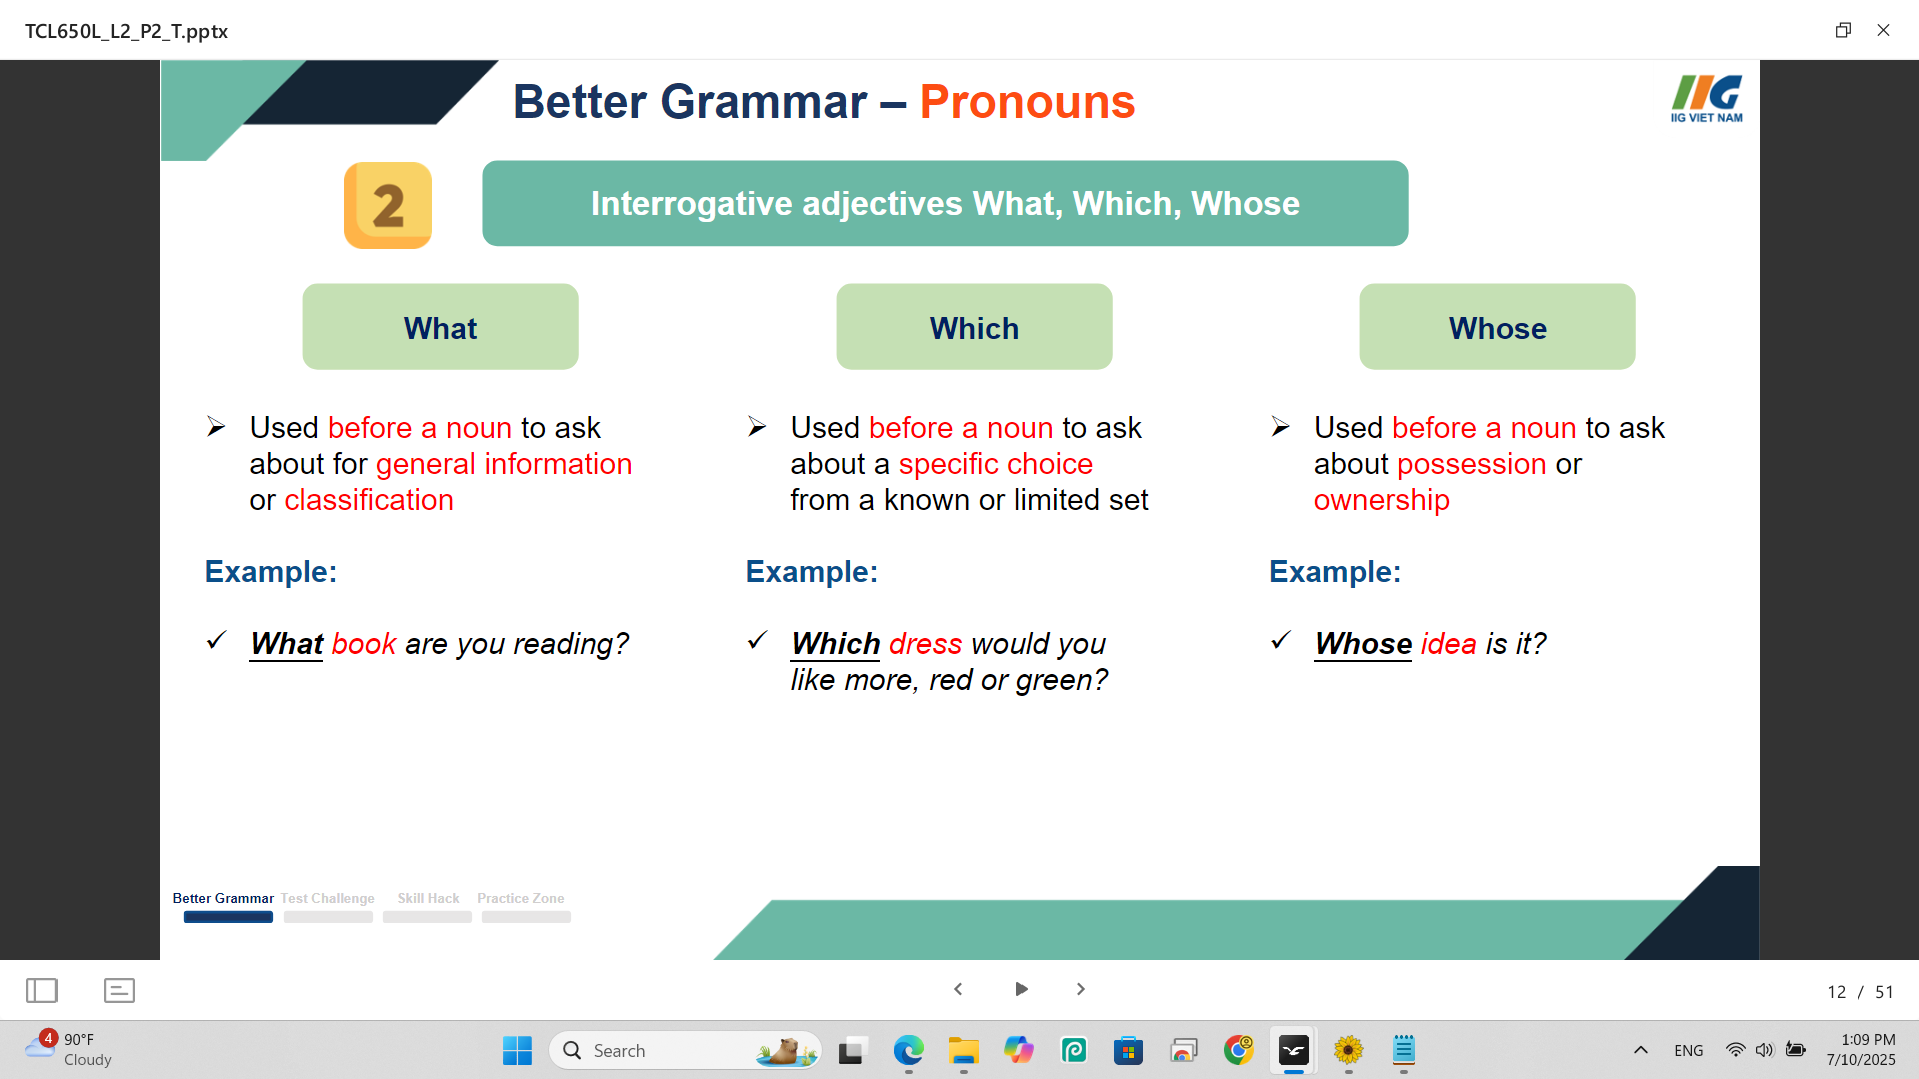 TCL650L_L2_P2_T.pptx
Better Grammar – Pronouns
IIG VIET NAM
2
Interrogative adjectives What, Which, Whose
What
Used before a noun to ask
about for general information
or classification
Example:
What book are you reading?
Which
Used before a noun to ask
about a specific choice
from a known or limited set
Example:
Which dress would you
like more, red or green?
Whose
Used before a noun to ask
about possession or
ownership
Example:
Whose idea is it?
Better Grammar Test Challenge Skill Hack Practice Zone
12 / 51
4
90°F
Cloudy
Search
ENG
1:09 PM
7/10/2025